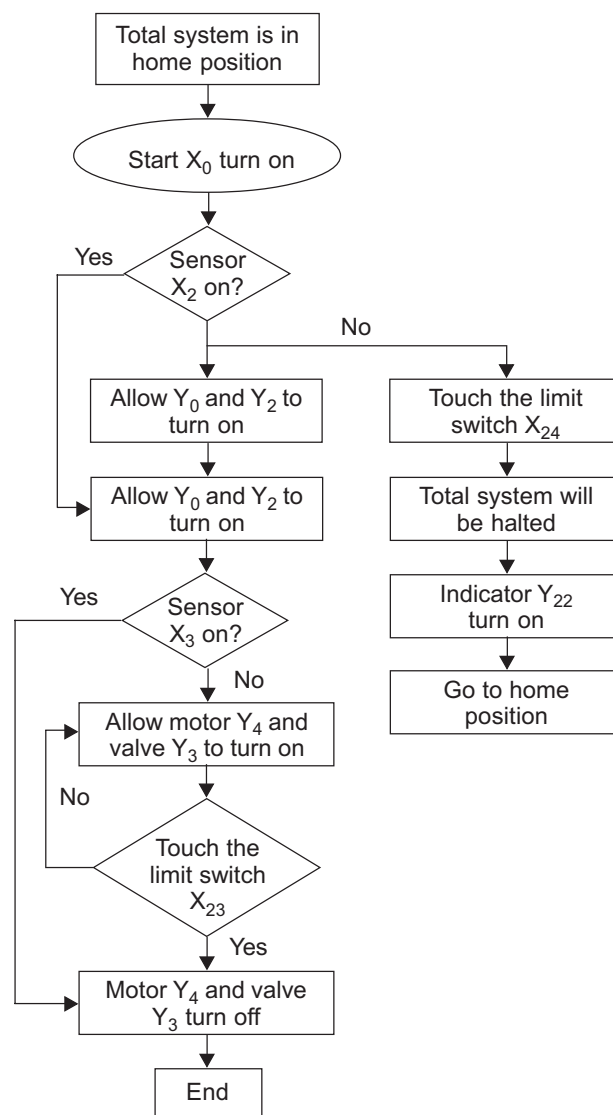 Total system is in
home position
Start X₀ turn on
Yes
Sensor
X₂ on?
No
Allow Y₀ and Y₂ to
turn on
Touch the limit
switch X₂₄
Allow Y₀ and Y₂ to
turn on
Total system will
be halted
Yes
Sensor
X₃ on?
Indicator Y₂₂
turn on
No
Go to home
position
Allow motor Y₄ and
valve Y₃ to turn on
No
Touch the
limit switch
X₂₃
Yes
Motor Y₄ and valve
Y₃ turn off
End